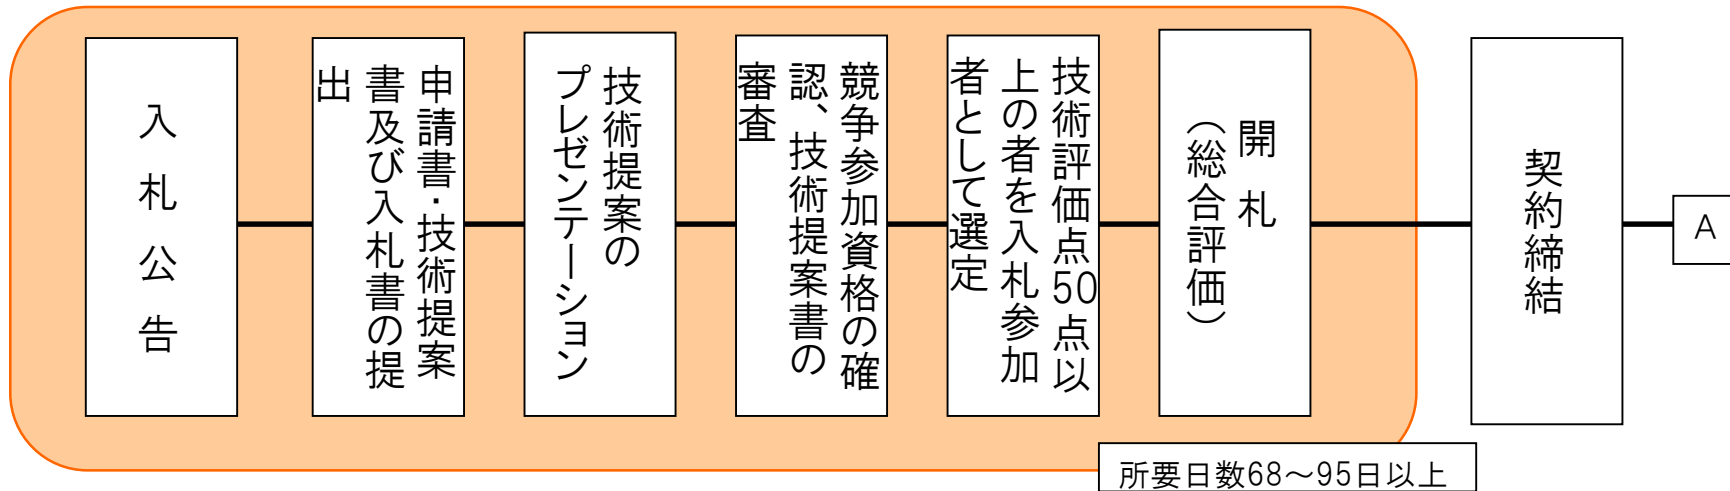 入札公告
申請書・技術提案
書及び入札書の提
出
技術提案の
プレゼンテーション
競争参加資格の確
認、技術提案書の
審査
技術評価点50点以
上の者を入札参加
者として選定
開札
（総合評価）
契約締結
A
所要日数68～95日以上